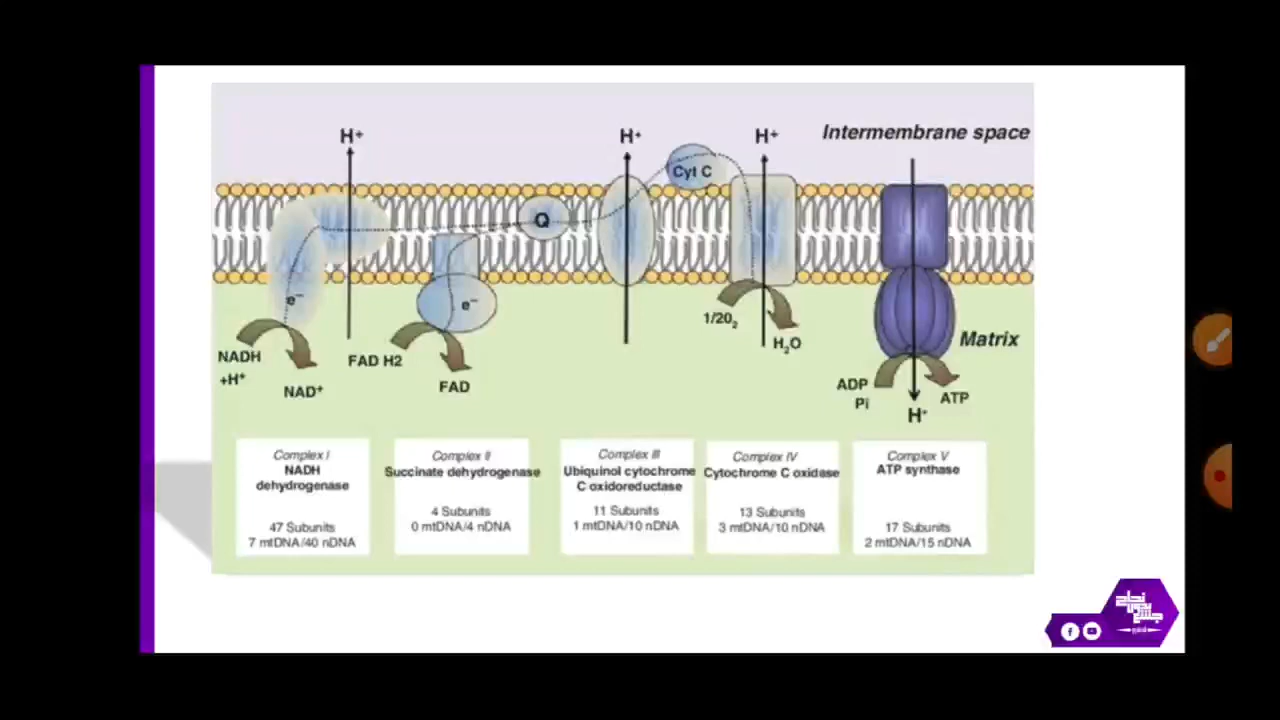 H+
H+
H+
Intermembrane space
Cyt C
Q
e−
e−
1/2O2
H2O
Matrix
NADH
+H+
NAD+
FAD H2
FAD
ADP
Pi
ATP
H+
Complex I
NADH
dehydrogenase
47 Subunits
7 mtDNA/40 nDNA
Complex II
Succinate dehydrogenase
4 Subunits
0 mtDNA/4 nDNA
Complex III
Ubiquinol cytochrome
C oxidoreductase
11 Subunits
1 mtDNA/10 nDNA
Complex IV
Cytochrome C oxidase
13 Subunits
3 mtDNA/10 nDNA
Complex V
ATP synthase
17 Subunits
2 mtDNA/15 nDNA